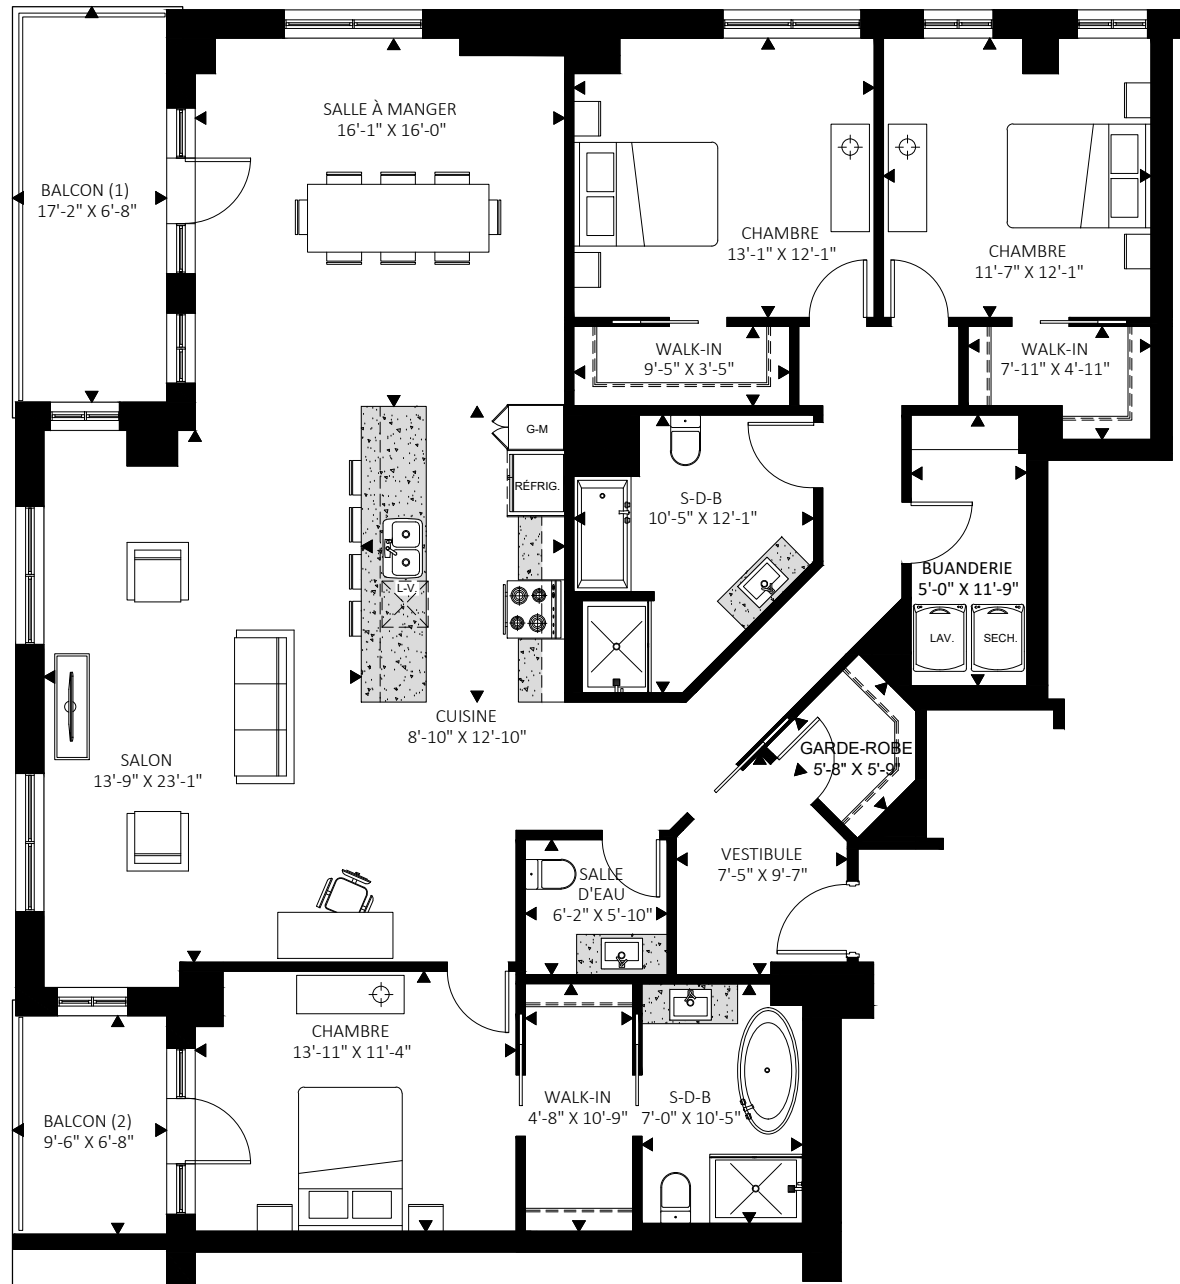 SALLE À MANGER
16'-1" X 16'-0"
BALCON (1)
17'-2" X 6'-8"
CHAMBRE
13'-1" X 12'-1"
CHAMBRE
11'-7" X 12'-1"
WALK-IN
9'-5" X 3'-5"
WALK-IN
7'-11" X 4'-11"
G-M
RÉFRIG.
S-D-B
10'-5" X 12'-1"
L-V.
BUANDERIE
5'-0" X 11'-9"
LAV.
SECH.
CUISINE
8'-10" X 12'-10"
SALON
13'-9" X 23'-1"
GARDE-ROBE
5'-8" X 5'-9"
VESTIBULE
7'-5" X 9'-7"
SALLE
D'EAU
6'-2" X 5'-10"
CHAMBRE
13'-11" X 11'-4"
WALK-IN
4'-8" X 10'-9"
S-D-B
7'-0" X 10'-5"
BALCON (2)
9'-6" X 6'-8"